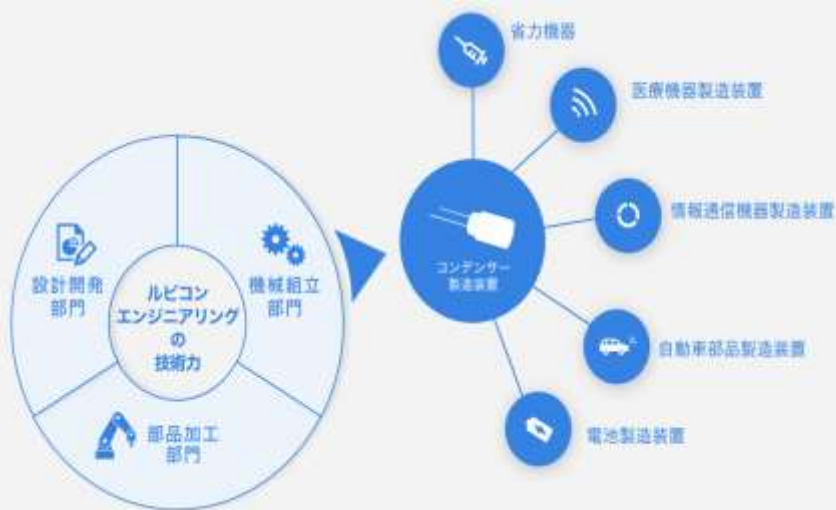 設計開発
部門
機械組立
部門
ルビコン
エンジニアリング
の
技術力
部品加工
部門
コンデンサー
製造装置
省力機器
医療機器製造装置
情報通信機器製造装置
自動車部品製造装置
電池製造装置